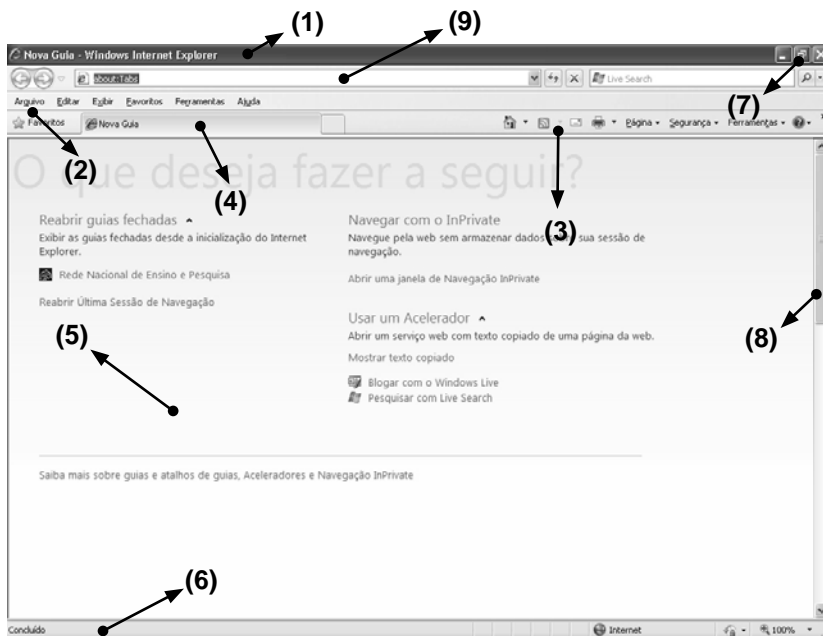 (1)
(9)
Nova Guia - Windows Internet Explorer
about:Tabs
Live Search
(7)
Arquivo Editar Exibir Favoritos Ferramentas Ajuda
Favoritos
Nova Guia
Página
Segurança
Ferramentas
(2)
(4)
(3)
O que deseja fazer a seguir?
Reabrir guias fechadas
Exibir as guias fechadas desde a inicialização do Internet
Explorer.
Rede Nacional de Ensino e Pesquisa
Reabrir Última Sessão de Navegação
Navegar com o InPrivate
Navegue pela web sem armazenar dados sobre sua sessão de
navegação.
Abrir uma janela de Navegação InPrivate
Usar um Acelerador
Abrir um serviço web com texto copiado de uma página da web.
Mostrar texto copiado
Blogar com o Windows Live
Pesquisar com Live Search
(5)
(8)
Saiba mais sobre guias e atalhos de guias, Aceleradores e Navegação InPrivate
(6)
Concluído
Internet
100%